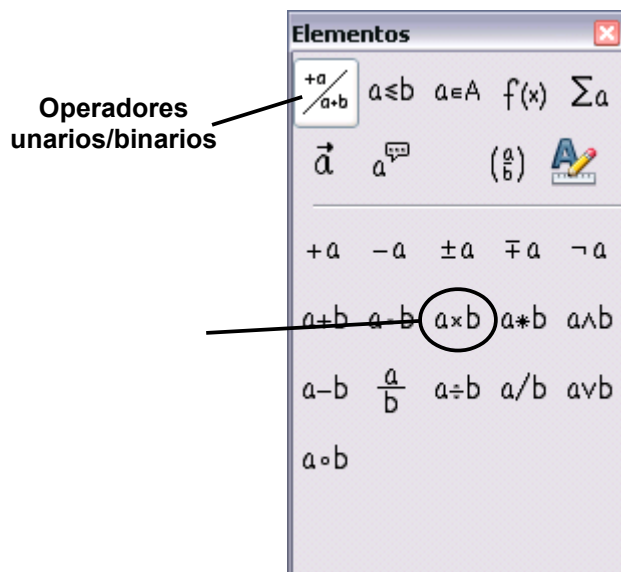 Elementos
Operadores
unarios/binarios
+a/a+b a≤b a∈A f(x) Σa
a⃗ a (a/b) A
+a −a ±a ∓a ¬a
a+b a·b a×b a∗b a∧b
a−b a/b a÷b a/b a∨b
a∘b